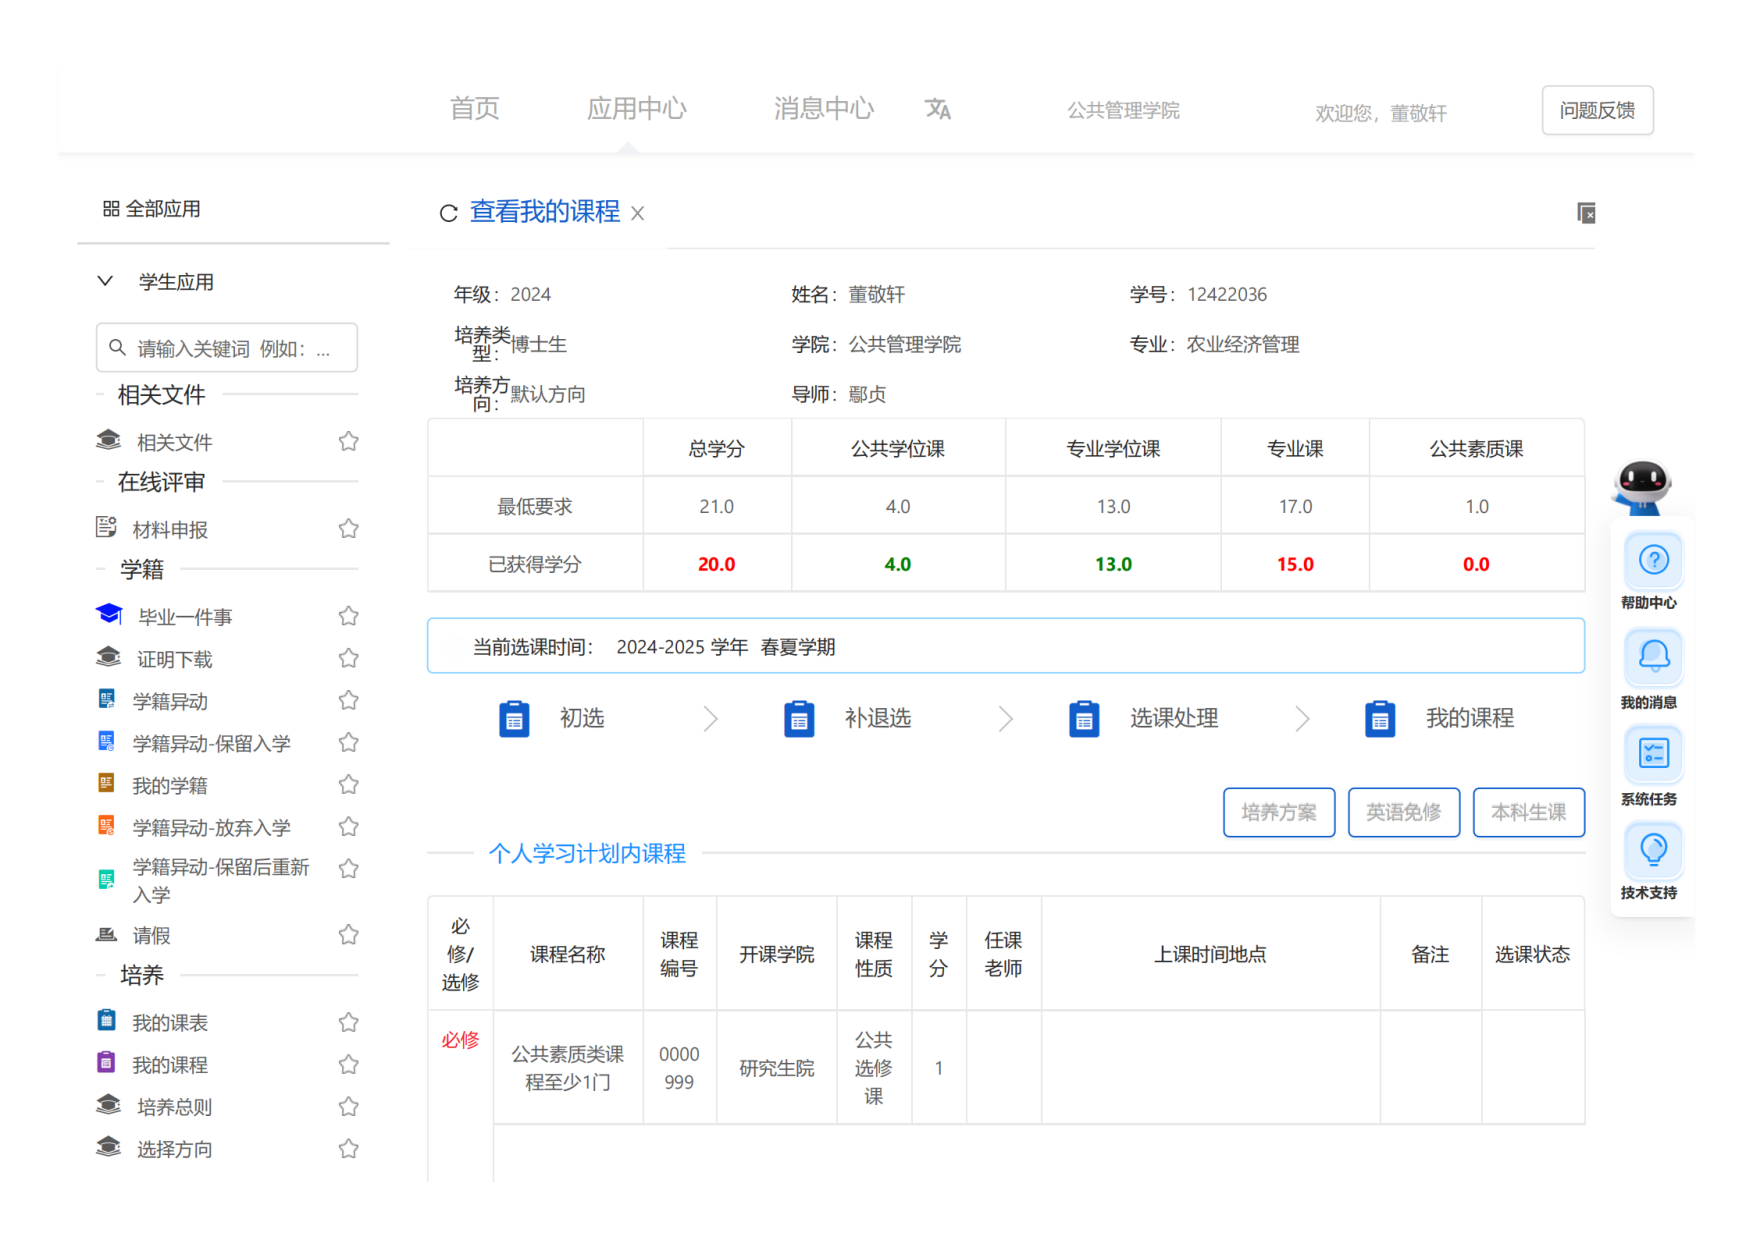 首页 应用中心 消息中心 文A 公共管理学院 欢迎您，董敬轩 问题反馈
全部应用
查看我的课程 x
学生应用
请输入关键词 例如：...
相关文件
相关文件
在线评审
材料申报
学籍
毕业一件事
证明下载
学籍异动
学籍异动-保留入学
我的学籍
学籍异动-放弃入学
学籍异动-保留后重新
入学
请假
培养
我的课表
我的课程
培养总则
选择方向
年级：2024 姓名：董敬轩 学号：12422036
培养类型：博士生 学院：公共管理学院 专业：农业经济管理
培养方向：默认方向 导师：鄢贞
总学分 公共学位课 专业学位课 专业课 公共素质课
最低要求 21.0 4.0 13.0 17.0 1.0
已获得学分 20.0 4.0 13.0 15.0 0.0
当前选课时间： 2024-2025 学年 春夏学期
初选 补退选 选课处理 我的课程
培养方案 英语免修 本科生课
个人学习计划内课程
必修/选修 课程名称 课程编号 开课学院 课程性质 学分 任课老师 上课时间地点 备注 选课状态
必修 公共素质类课程至少1门 0000999 研究生院 公共选修课 1
帮助中心
我的消息
系统任务
技术支持